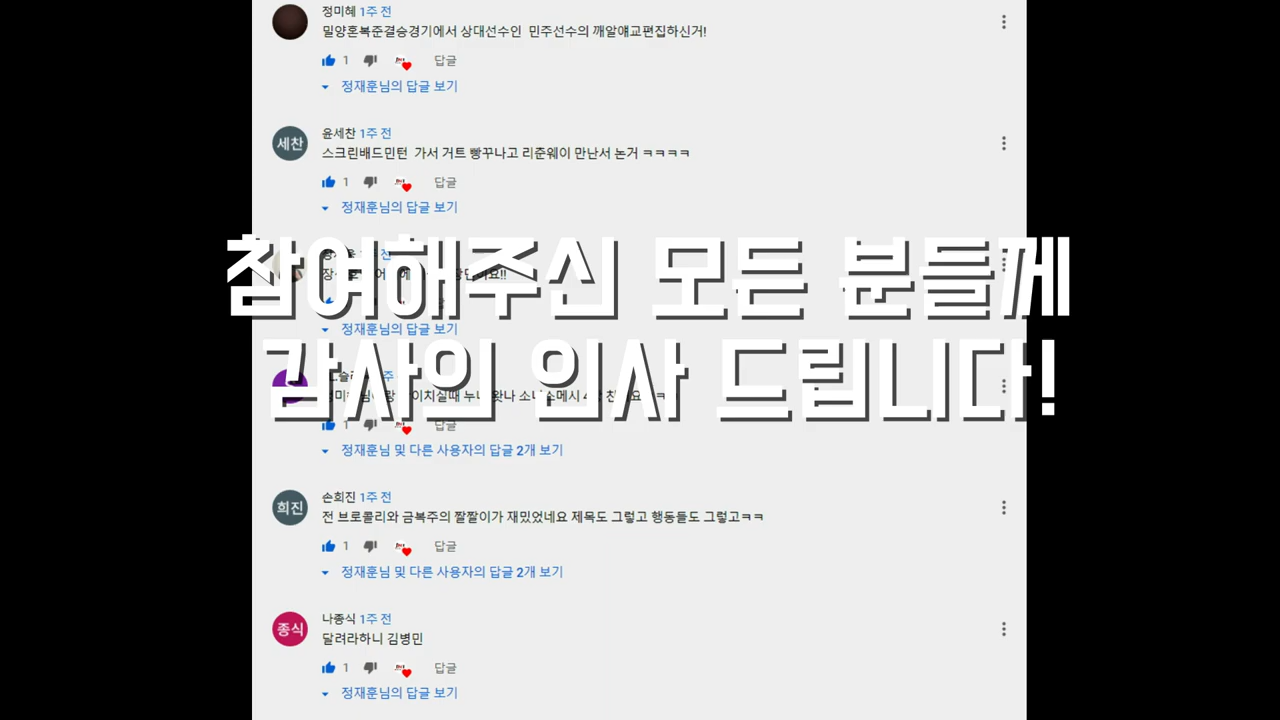 정미혜 1주 전
밀양혼복준결승경기에서 상대선수인 민주선수의 깨알얘교편집하신거!
1 답글
정재훈님의 답글 보기
세찬
윤세찬 1주 전
스크린배드민턴 가서 거트 빵꾸나고 리준웨이 만난서 논거 ㅋㅋㅋㅋ
1 답글
정재훈님의 답글 보기
참여해주신 모든 분들께
정재훈님의 답글 보기
감사의 인사 드립니다!
답글
정재훈님 및 다른 사용자의 답글 2개 보기
희진
손희진 1주 전
전 브로콜리와 금복주의 짤짤이가 재밌었네요 제목도 그렇고 행동들도 그렇고ㅋㅋ
1 답글
정재훈님 및 다른 사용자의 답글 2개 보기
종식
나종식 1주 전
달려라하니 김병민
1 답글
정재훈님의 답글 보기